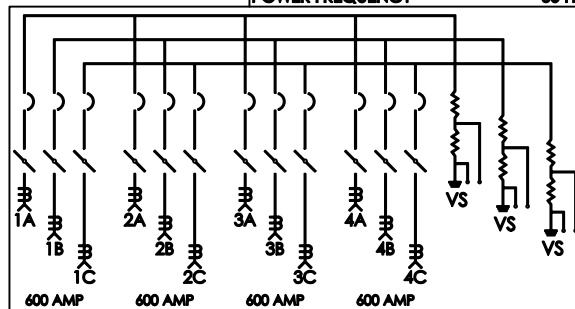 POWER FREQUENCY
1A 2A 3A 4A VS
1B 2B 3B 4B VS
1C 2C 3C 4C VS
600 AMP 600 AMP 600 AMP 600 AMP